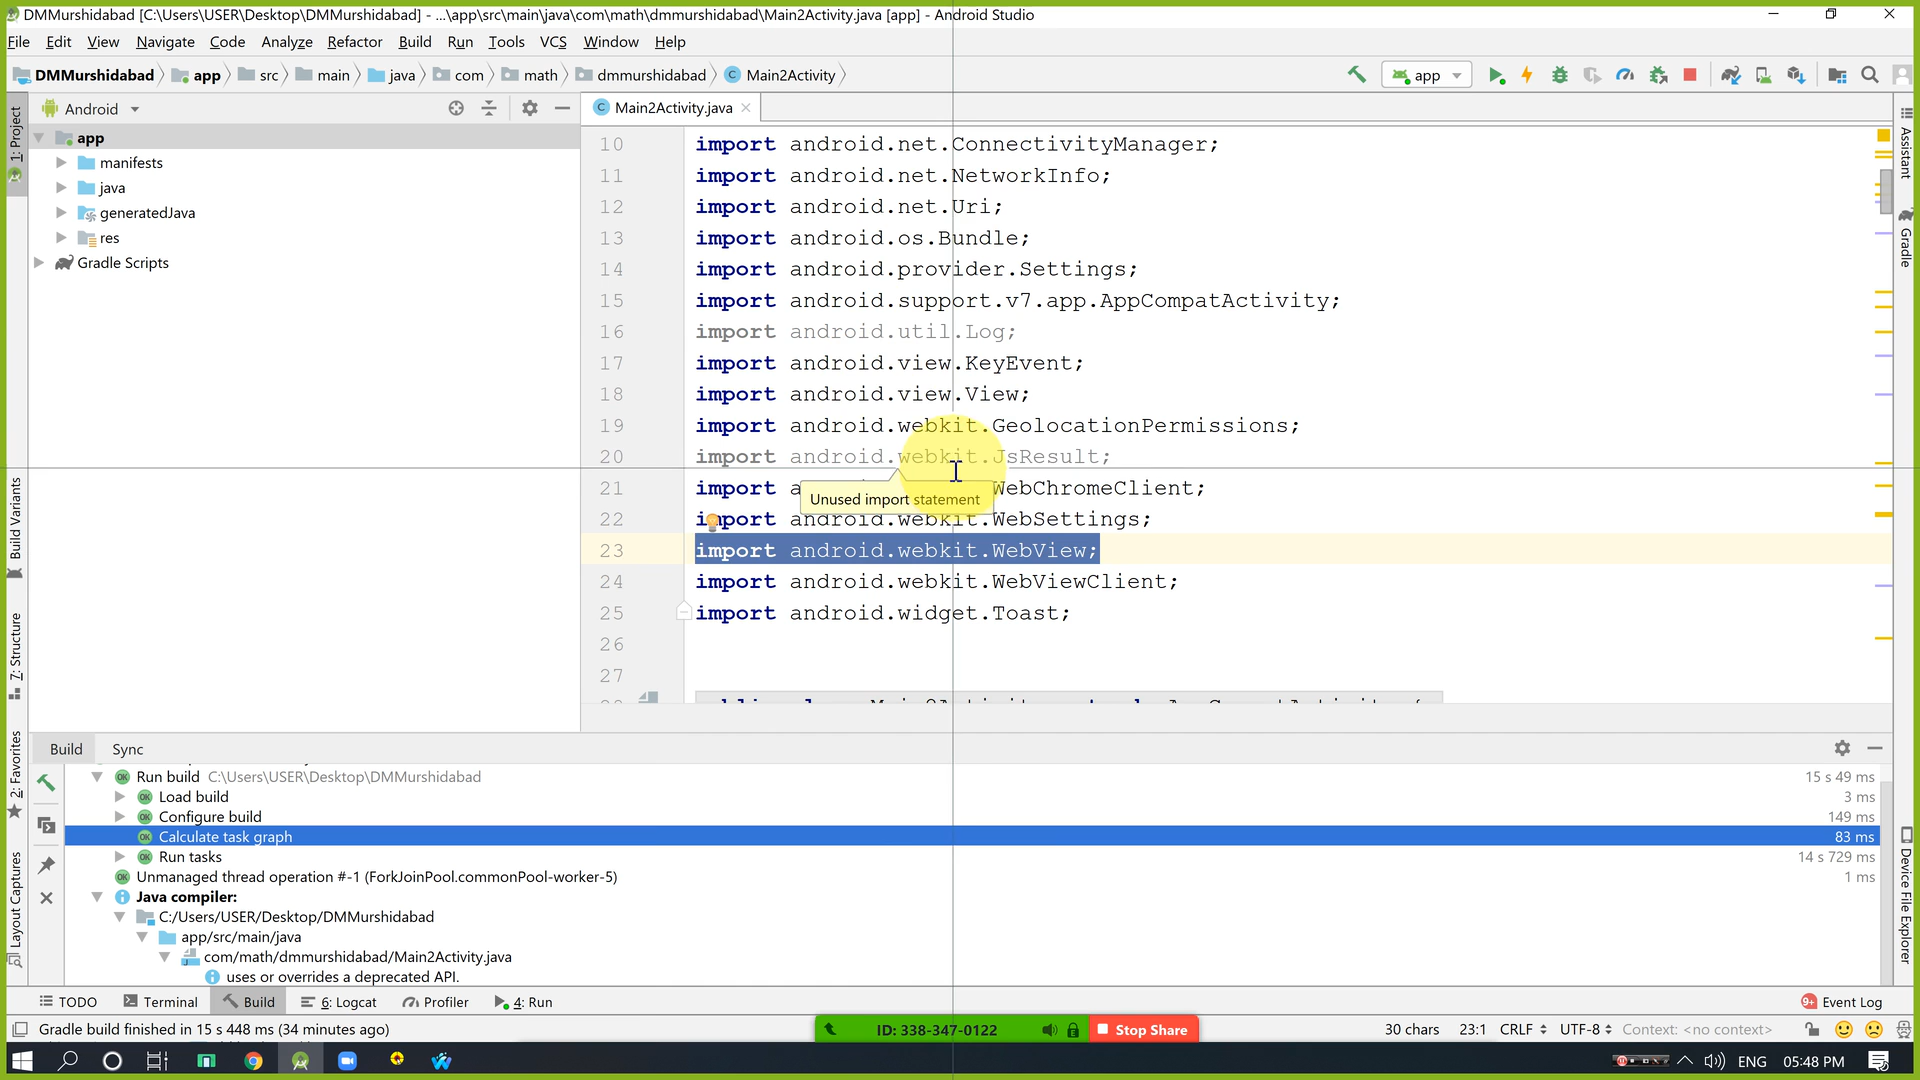 DMMurshidabad [C:\Users\USER\Desktop\DMMurshidabad] - ...\app\src\main\java\com\math\dmmurshidabad\Main2Activity.java [app] - Android Studio
File Edit View Navigate Code Analyze Refactor Build Run Tools VCS Window Help
DMMurshidabad app src main java com math dmmurshidabad Main2Activity app
Android
Main2Activity.java
1: Project
Build Variants
7: Structure
2: Favorites
Layout Captures
app
manifests
java
generatedJava
res
Gradle Scripts
10 import android.net.ConnectivityManager;
11 import android.net.NetworkInfo;
12 import android.net.Uri;
13 import android.os.Bundle;
14 import android.provider.Settings;
15 import android.support.v7.app.AppCompatActivity;
16 import android.util.Log;
17 import android.view.KeyEvent;
18 import android.view.View;
19 import android.webkit.GeolocationPermissions;
20 import android.webkit.JsResult;
21 import a WebChromeClient;
Unused import statement
22 import android.webkit.WebSettings;
23 import android.webkit.WebView;
24 import android.webkit.WebViewClient;
25 import android.widget.Toast;
26
27
Assistant
Gradle
Device File Explorer
Build Sync
Run build C:\Users\USER\Desktop\DMMurshidabad 15 s 49 ms
Load build 3 ms
Configure build 149 ms
Calculate task graph 83 ms
Run tasks 14 s 729 ms
Unmanaged thread operation #-1 (ForkJoinPool.commonPool-worker-5) 1 ms
Java compiler:
C:/Users/USER/Desktop/DMMurshidabad
app/src/main/java
com/math/dmmurshidabad/Main2Activity.java
uses or overrides a deprecated API.
TODO Terminal Build 6: Logcat Profiler 4: Run 9+ Event Log
Gradle build finished in 15 s 448 ms (34 minutes ago) ID: 338-347-0122 Stop Share 30 chars 23:1 CRLF UTF-8 Context: <no context>
ENG 05:48 PM